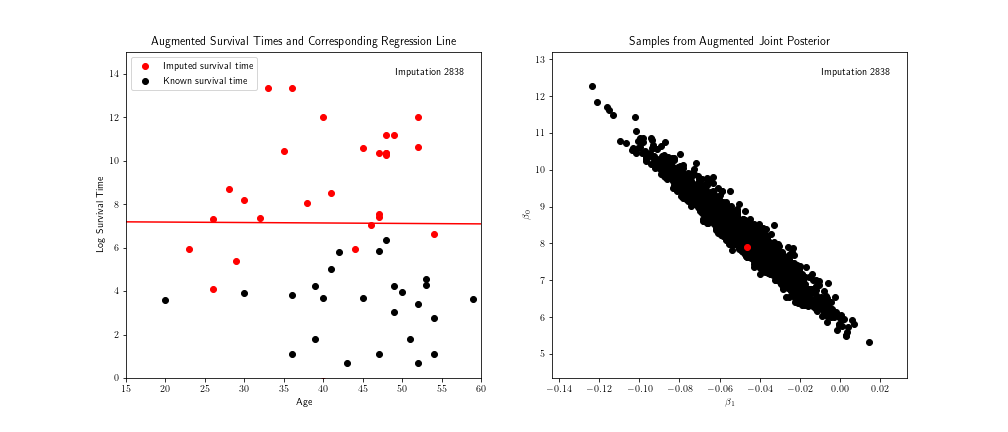 Augmented Survival Times and Corresponding Regression Line
Imputed survival time
Known survival time
Imputation 2838
14
12
10
8
6
4
2
0
Log Survival Time
15 20 25 30 35 40 45 50 55 60
Age
Samples from Augmented Joint Posterior
Imputation 2838
13
12
11
10
9
8
7
6
5
β₀
−0.14 −0.12 −0.10 −0.08 −0.06 −0.04 −0.02 0.00 0.02
β₁